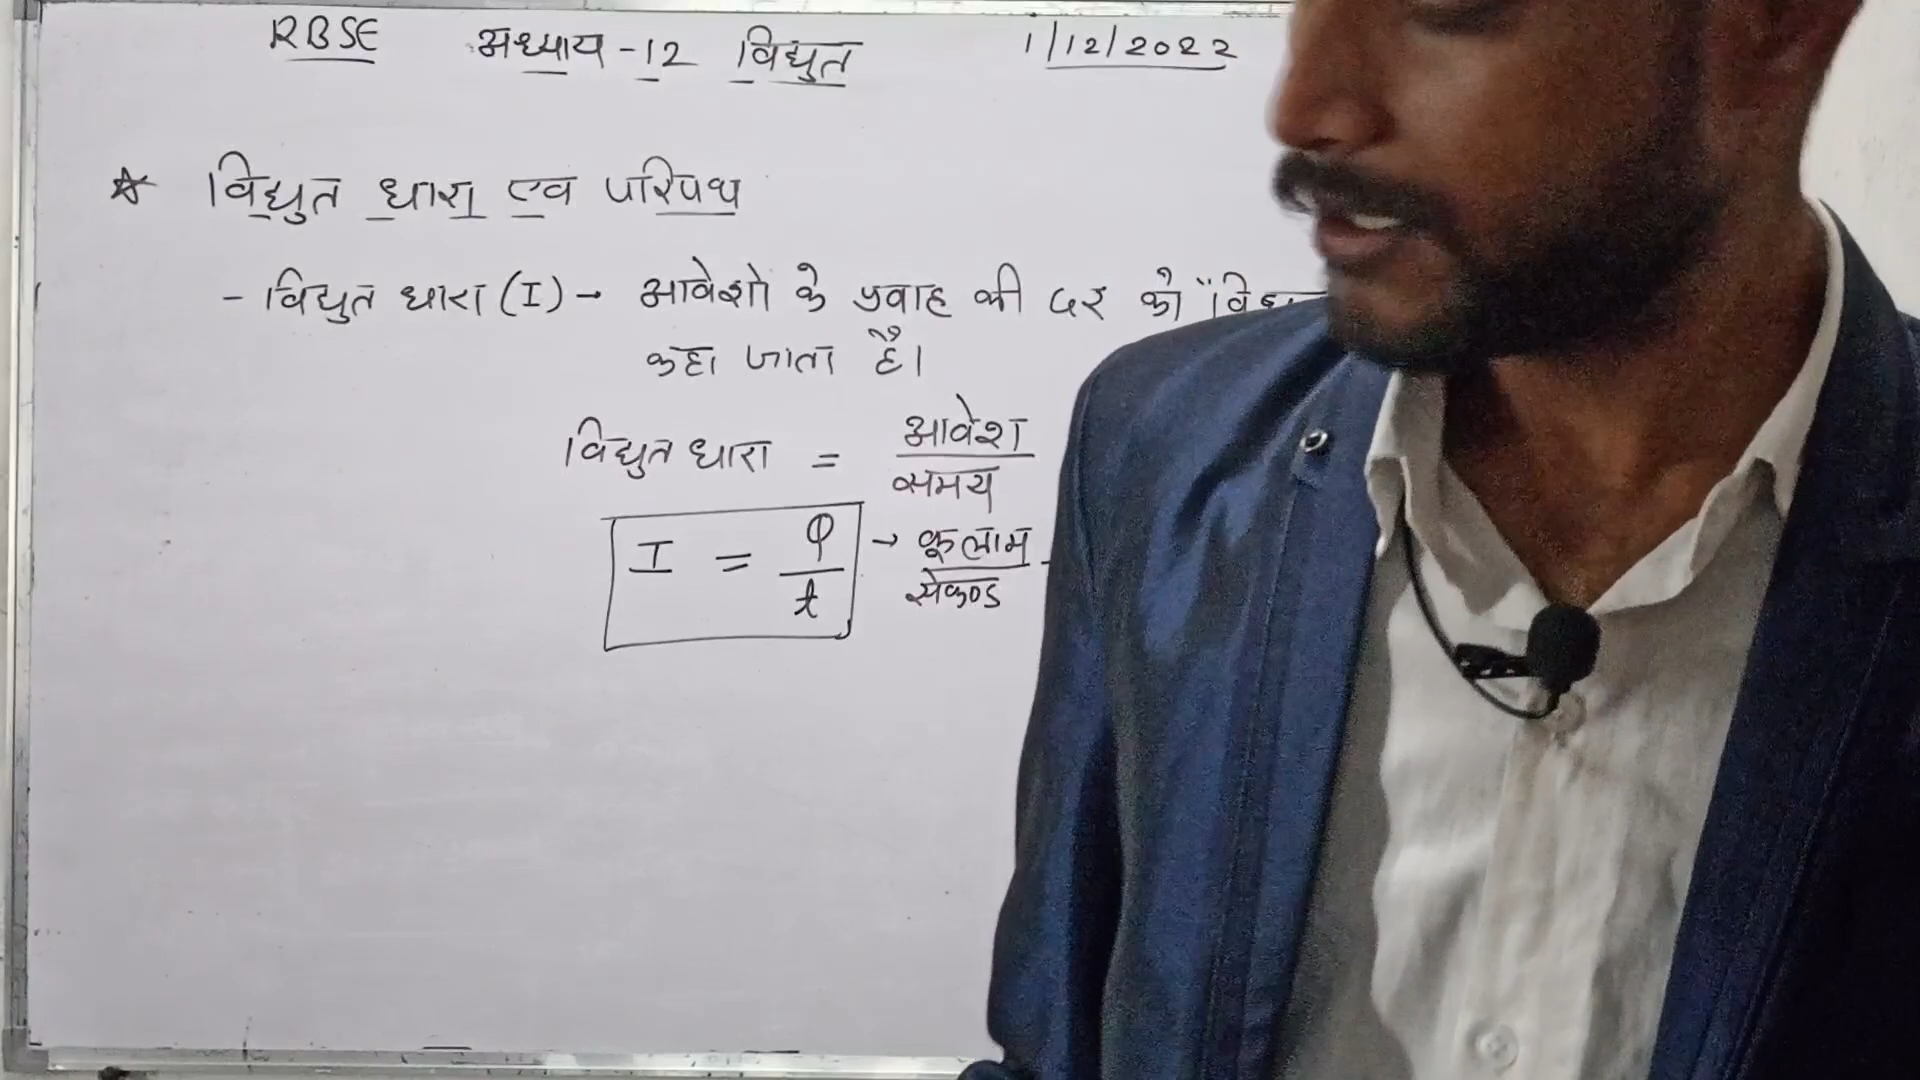 RBSE अध्याय -12 विद्युत 1/12/2022
☆ विद्युत धारा एव परिपथ
- विद्युत धारा (I) → आवेशो के प्रवाह की दर को "विद्यु
कहा जाता है।
विद्युत धारा = आवेश / समय
I = Q / t → कूलाम / सेकण्ड